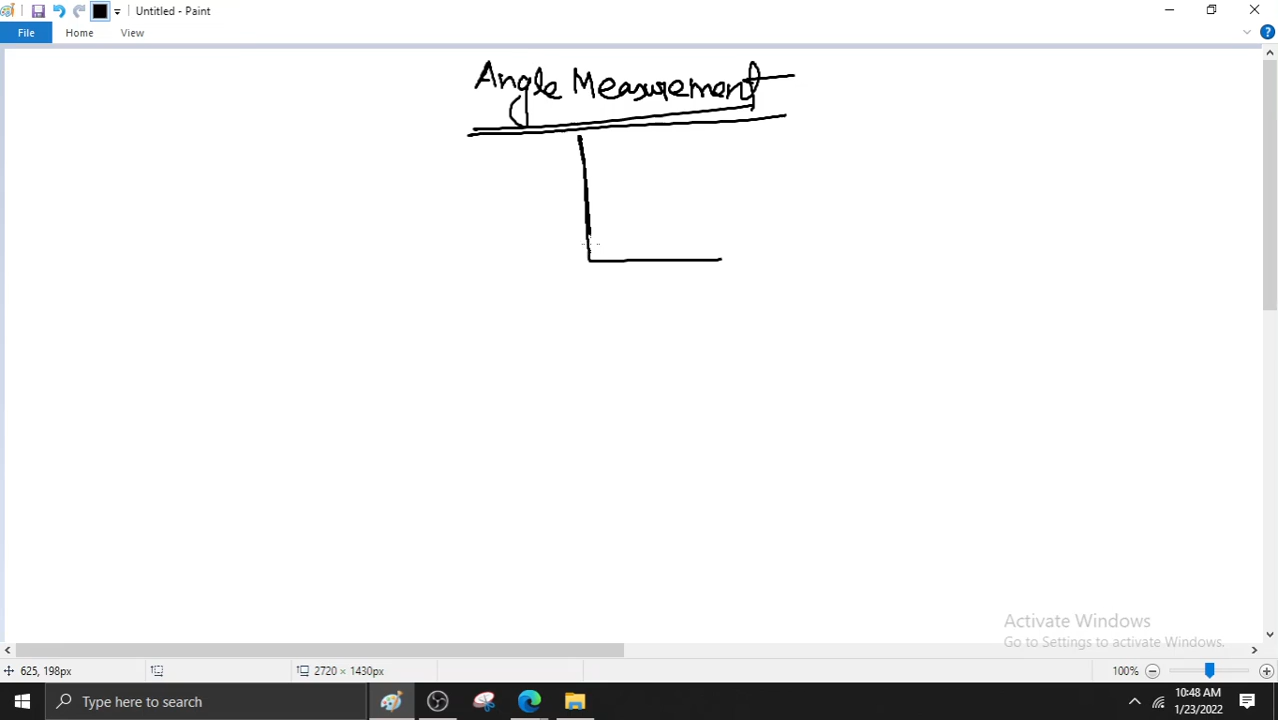 Untitled - Paint
File Home View
Angle Measurement
Activate Windows
Go to Settings to activate Windows.
625, 198px
2720 × 1430px
100%
Type here to search
10:48 AM
1/23/2022